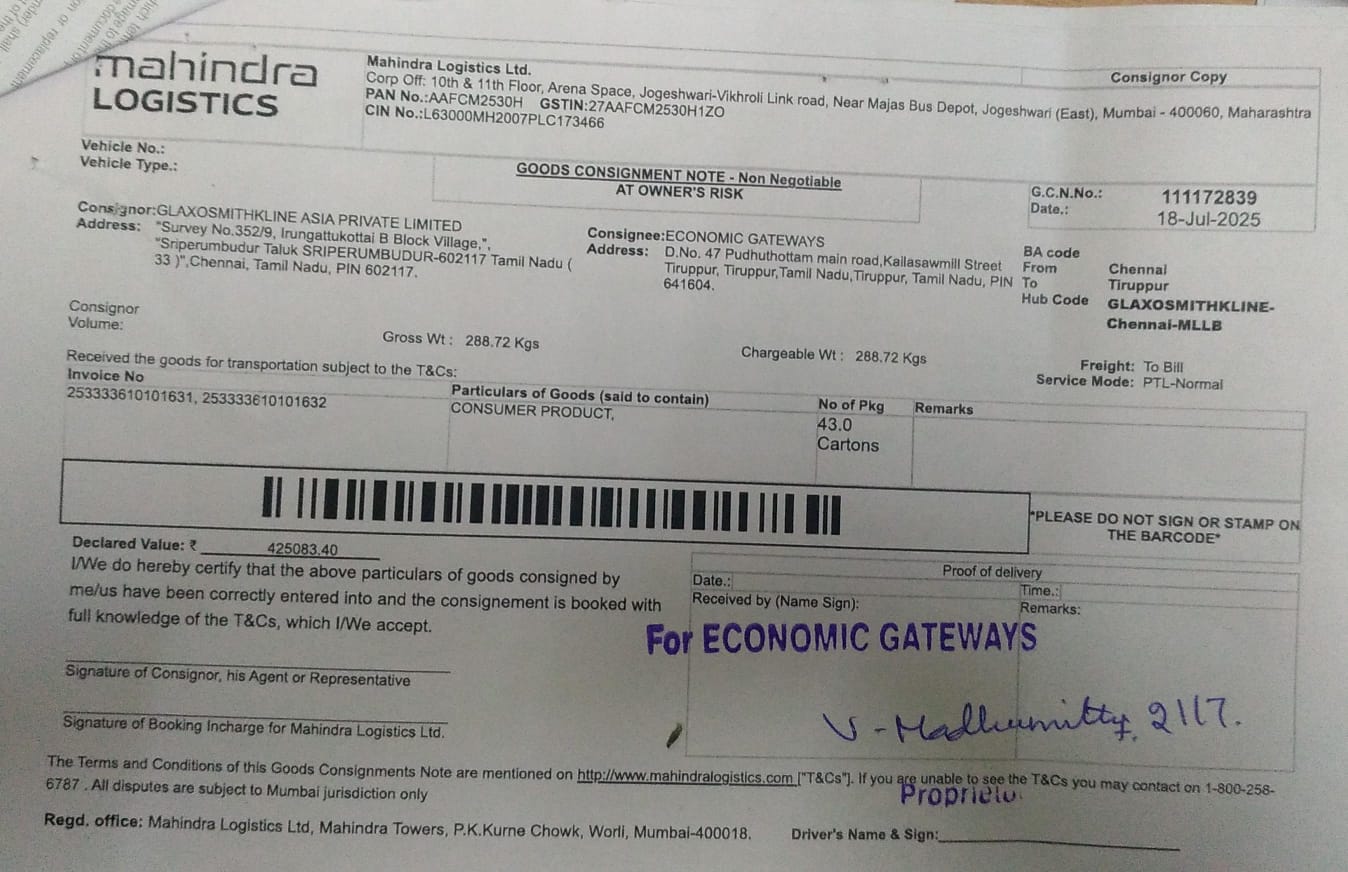 mahindra
LOGISTICS
Mahindra Logistics Ltd.
Corp Off: 10th & 11th Floor, Arena Space, Jogeshwari-Vikhroli Link road, Near Majas Bus Depot, Jogeshwari (East), Mumbai - 400060, Maharashtra
PAN No.:AAFCM2530H GSTIN:27AAFCM2530H1ZO
CIN No.:L63000MH2007PLC173466
Consignor Copy
Vehicle No.:
Vehicle Type.:
GOODS CONSIGNMENT NOTE - Non Negotiable
AT OWNER'S RISK
G.C.N.No.: 111172839
Date.: 18-Jul-2025
Consignor:GLAXOSMITHKLINE ASIA PRIVATE LIMITED
Address: "Survey No.352/9, Irungattukottai B Block Village,",
"Sriperumbudur Taluk SRIPERUMBUDUR-602117 Tamil Nadu (
33 )",Chennai, Tamil Nadu, PIN 602117.
Consignee:ECONOMIC GATEWAYS
Address: D.No. 47 Pudhuthottam main road,Kallasawmill Street
Tiruppur, Tiruppur,Tamil Nadu,Tiruppur, Tamil Nadu, PIN
641604.
BA code
From Chennai
To Tiruppur
Hub Code GLAXOSMITHKLINE-
Chennai-MLLB
Consignor
Volume:
Gross Wt : 288.72 Kgs
Chargeable Wt : 288.72 Kgs
Freight: To Bill
Service Mode: PTL-Normal
Received the goods for transportation subject to the T&Cs:
Invoice No
Particulars of Goods (said to contain)
No of Pkg
Remarks
253333610101631, 253333610101632
CONSUMER PRODUCT,
43.0
Cartons
*PLEASE DO NOT SIGN OR STAMP ON
THE BARCODE*
Declared Value: ₹ 425083.40
I/We do hereby certify that the above particulars of goods consigned by
me/us have been correctly entered into and the consignment is booked with
full knowledge of the T&Cs, which I/We accept.
Proof of delivery
Date.:
Time.:
Received by (Name Sign):
Remarks:
For ECONOMIC GATEWAYS
Signature of Consignor, his Agent or Representative
V - Madhumitty, 21/7.
Signature of Booking Incharge for Mahindra Logistics Ltd.
The Terms and Conditions of this Goods Consignments Note are mentioned on http://www.mahindralogistics.com ["T&Cs"]. If you are unable to see the T&Cs you may contact on 1-800-258-
6787 . All disputes are subject to Mumbai jurisdiction only
Regd. office: Mahindra Logistics Ltd, Mahindra Towers, P.K.Kurne Chowk, Worli, Mumbai-400018.
Driver's Name & Sign: